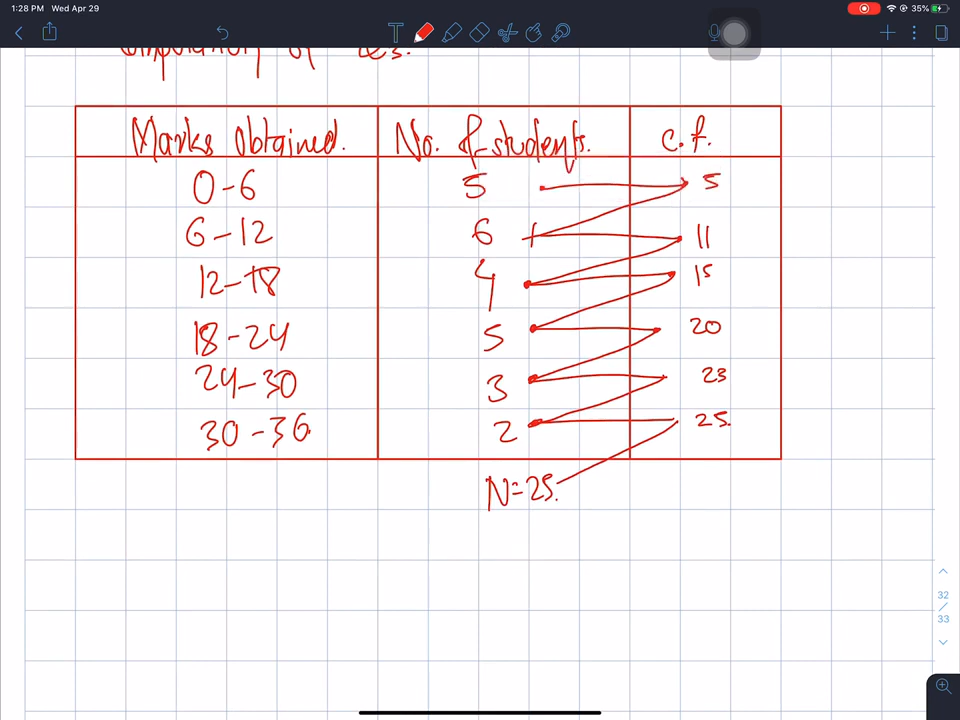 1:28 PM Wed Apr 29
35%
of
Marks Obtained. No. of students. c.f.
0-6 5 5
6-12 6 11
12-18 4 15
18-24 5 20
24-30 3 23
30-36 2 25.
N=25.
32
/
33